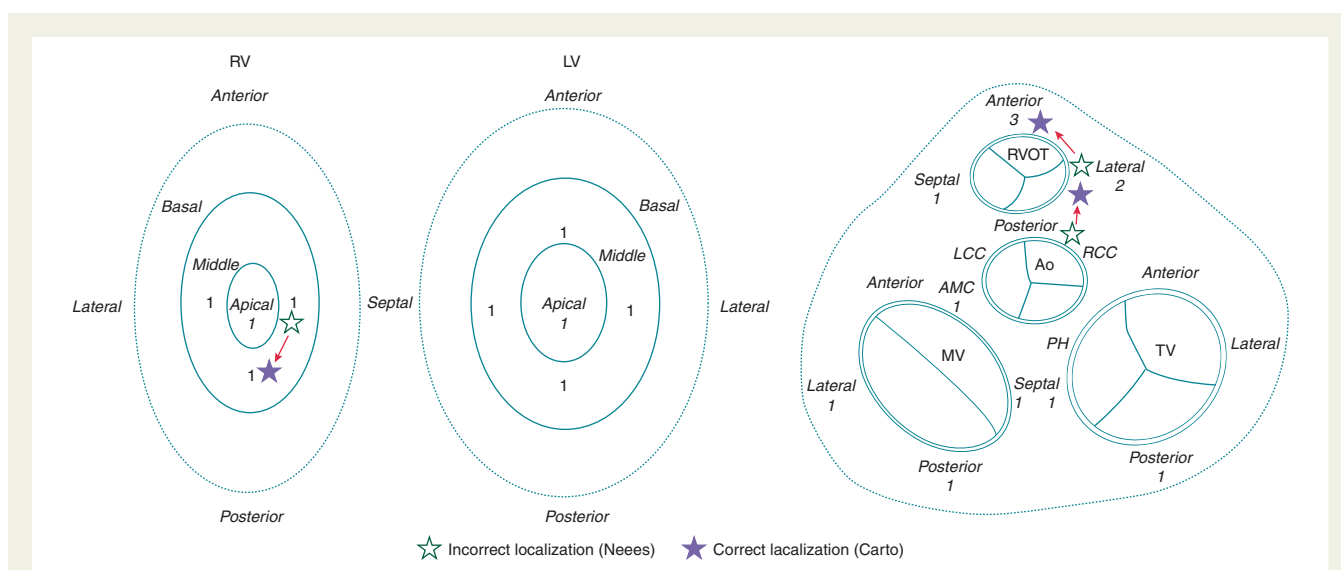 RV
Anterior
Basal
Middle
Lateral
1
Apical
1
1
1
Septal
Posterior
LV
Anterior
Basal
1
Middle
1
Apical
1
1
Lateral
1
Posterior
Anterior
3
RVOT
Lateral
2
Septal
1
Posterior
LCC
RCC
Ao
AMC
1
Anterior
MV
Lateral
1
Septal
1
1
Posterior
1
PH
Anterior
TV
Lateral
Posterior
1
Incorrect localization (Neees)
Correct lacalization (Carto)